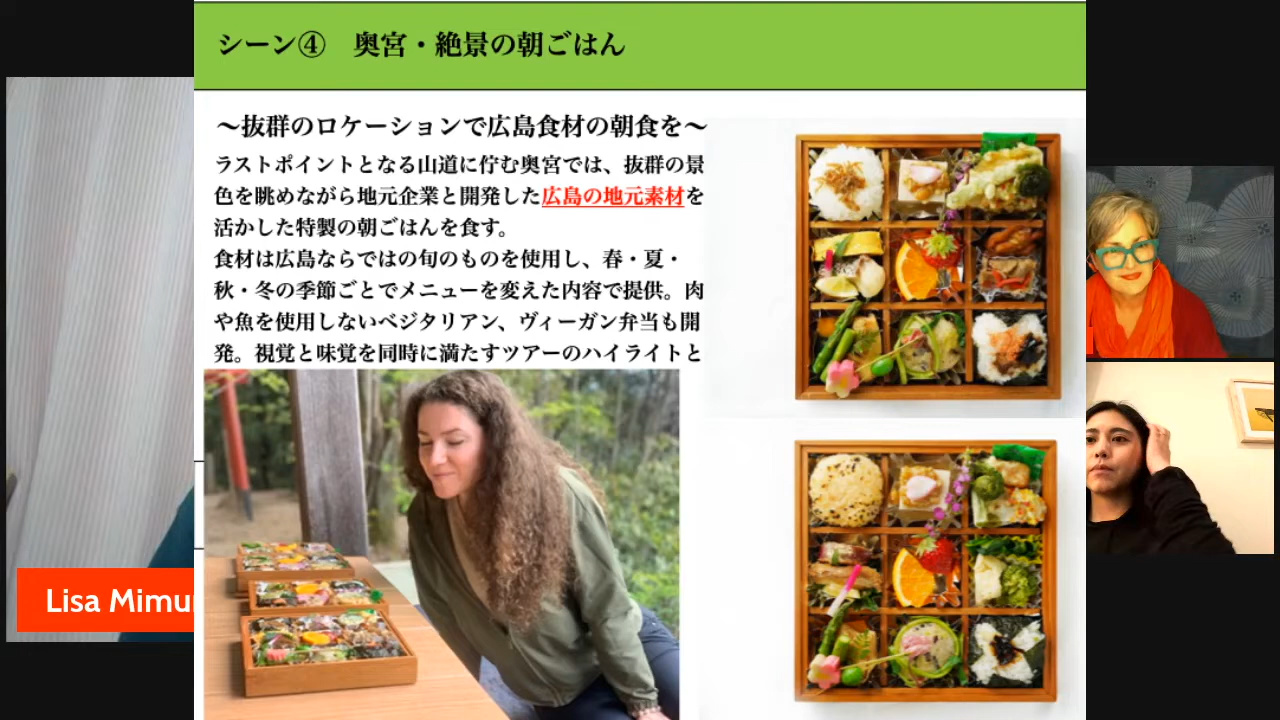 シーン④　奥宮・絶景の朝ごはん
〜抜群のロケーションで広島食材の朝食を〜
ラストポイントとなる山道に佇む奥宮では、抜群の景
色を眺めながら地元企業と開発した広島の地元素材を
活かした特製の朝ごはんを食す。
食材は広島ならではの旬のものを使用し、春・夏・
秋・冬の季節ごとでメニューを変えた内容で提供。肉
や魚を使用しないベジタリアン、ヴィーガン弁当も開
発。視覚と味覚を同時に満たすツアーのハイライトと
Lisa Mimu